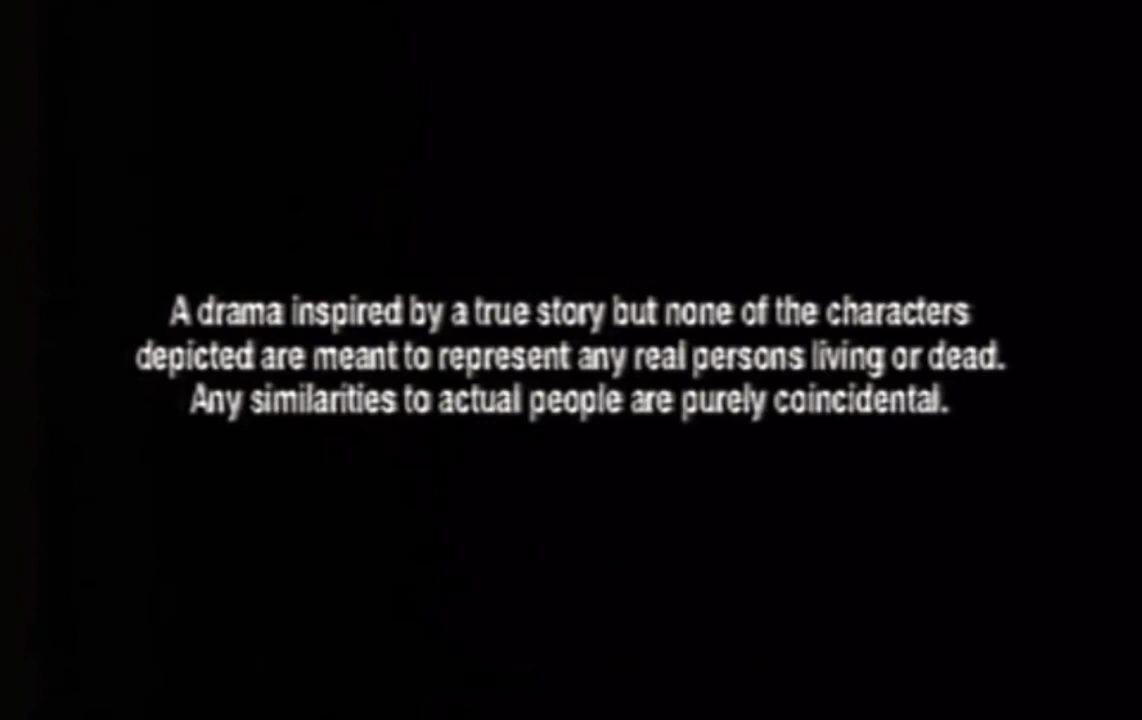 A drama inspired by a true story but none of the characters
depicted are meant to represent any real persons living or dead.
Any similarities to actual people are purely coincidental.